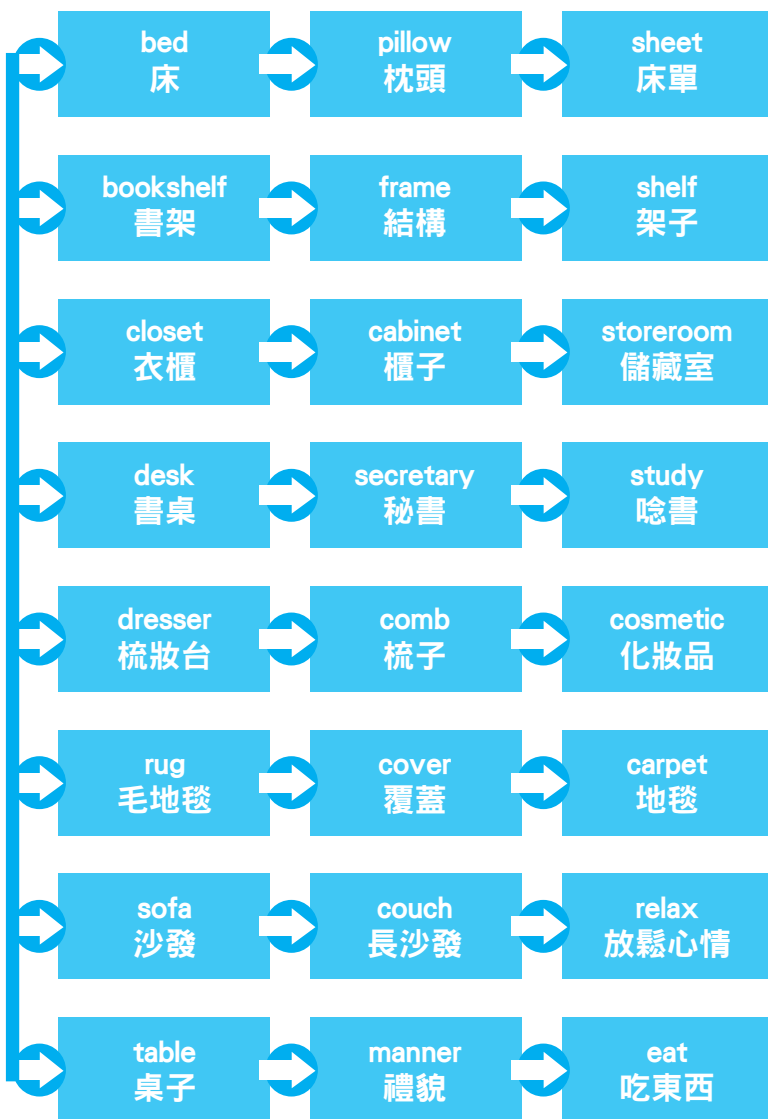 bed
床
pillow
枕頭
sheet
床單
bookshelf
書架
frame
結構
shelf
架子
closet
衣櫃
cabinet
櫃子
storeroom
儲藏室
desk
書桌
secretary
秘書
study
唸書
dresser
梳妝台
comb
梳子
cosmetic
化妝品
rug
毛地毯
cover
覆蓋
carpet
地毯
sofa
沙發
couch
長沙發
relax
放鬆心情
table
桌子
manner
禮貌
eat
吃東西